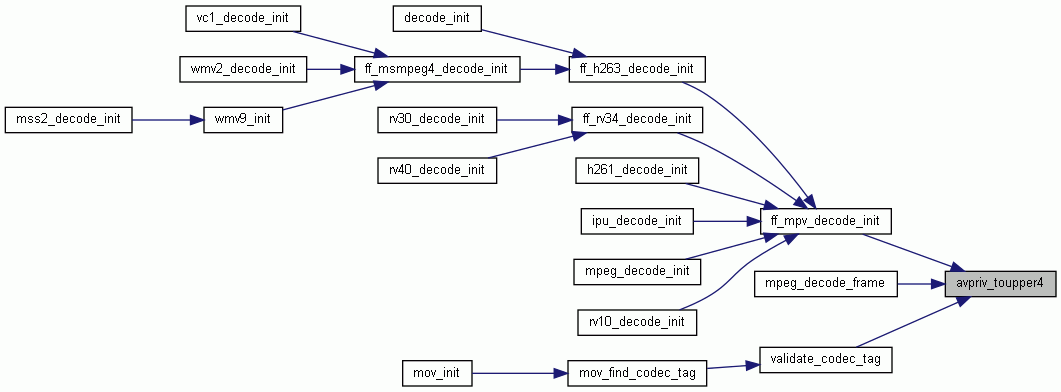 vc1_decode_init
decode_init
wmv2_decode_init
ff_msmpeg4_decode_init
ff_h263_decode_init
mss2_decode_init
wmv9_init
rv30_decode_init
ff_rv34_decode_init
rv40_decode_init
h261_decode_init
ipu_decode_init
ff_mpv_decode_init
mpeg_decode_init
mpeg_decode_frame
avpriv_toupper4
rv10_decode_init
validate_codec_tag
mov_init
mov_find_codec_tag